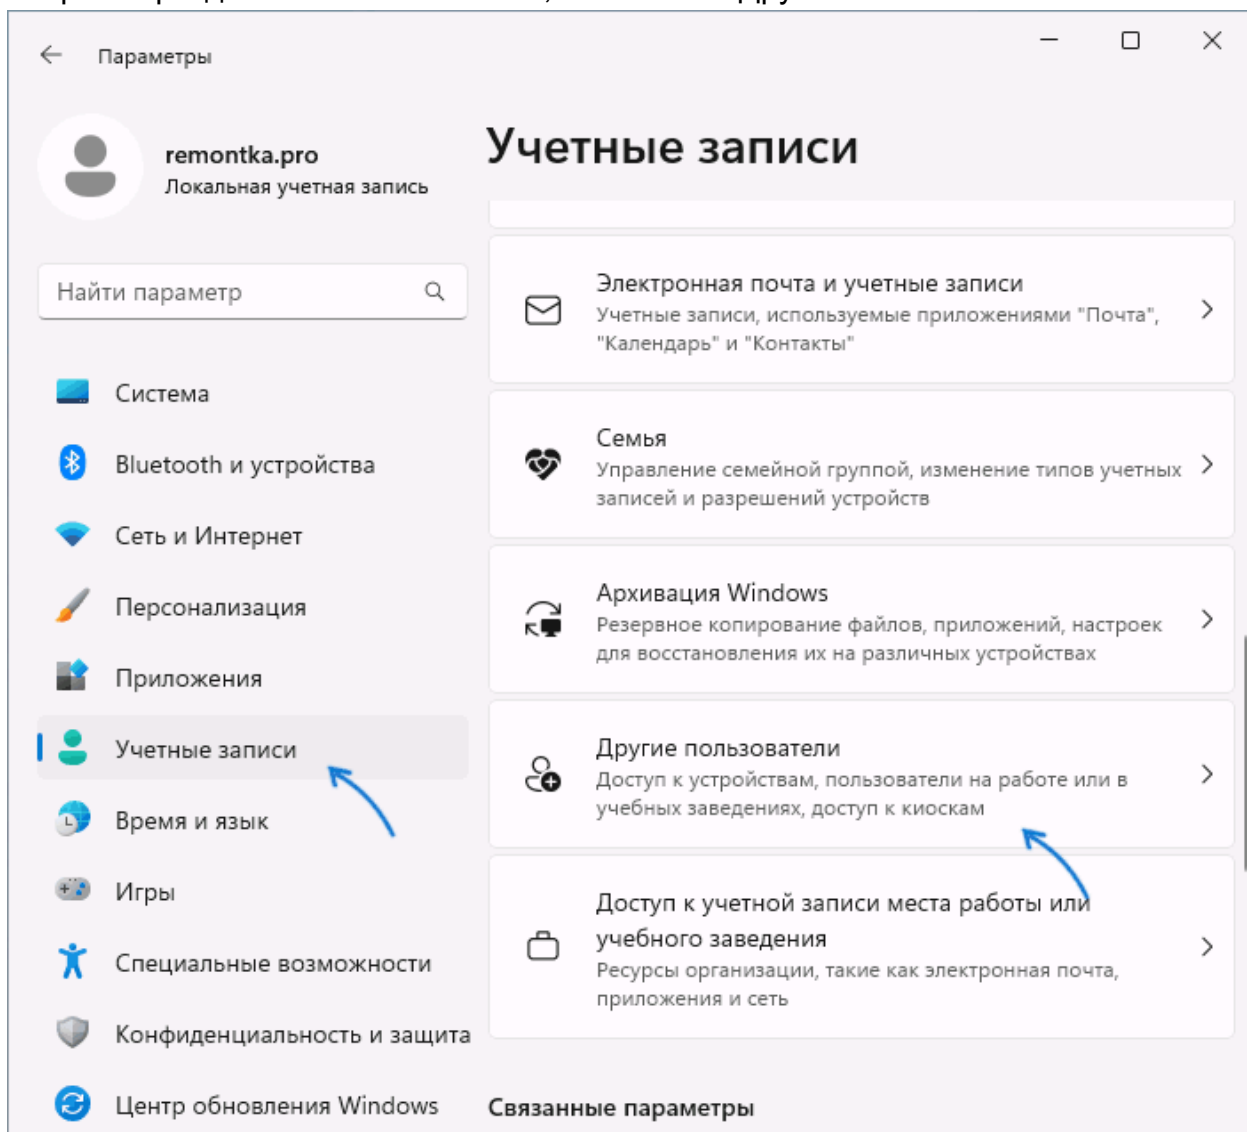 Параметры
remontka.pro
Локальная учетная запись
Найти параметр
Система
Bluetooth и устройства
Сеть и Интернет
Персонализация
Приложения
Учетные записи
Время и язык
Игры
Специальные возможности
Конфиденциальность и защита
Центр обновления Windows
Учетные записи
Электронная почта и учетные записи
Учетные записи, используемые приложениями "Почта",
"Календарь" и "Контакты"
Семья
Управление семейной группой, изменение типов учетных
записей и разрешений устройств
Архивация Windows
Резервное копирование файлов, приложений, настроек
для восстановления их на различных устройствах
Другие пользователи
Доступ к устройствам, пользователи на работе или в
учебных заведениях, доступ к киоскам
Доступ к учетной записи места работы или
учебного заведения
Ресурсы организации, такие как электронная почта,
приложения и сеть
Связанные параметры